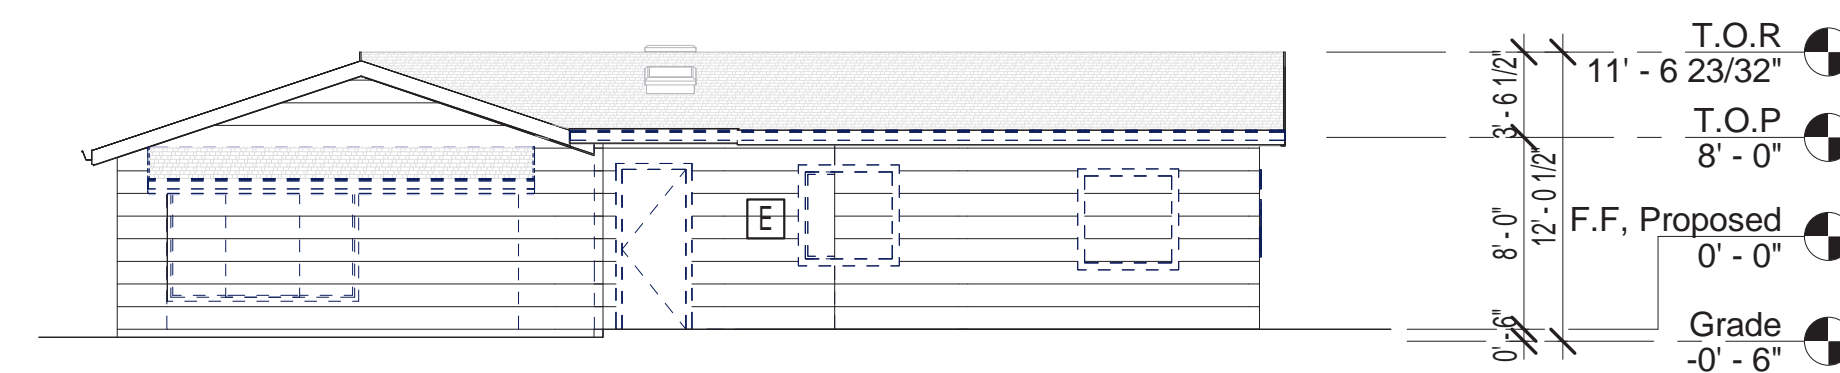 T.O.R
11' - 6 23/32"
T.O.P
8' - 0"
F.F, Proposed
0' - 0"
Grade
-0' - 6"
3' - 6 1/2"
8' - 0"
0' - 6"
12' - 0 1/2"
E